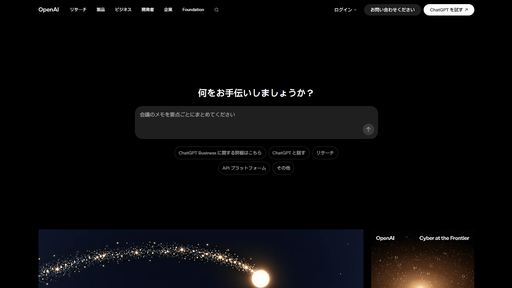 OpenAI リサーチ 製品 ビジネス 開発者 企業 Foundation ログイン お問い合わせください ChatGPT を試す ↗
何をお手伝いしましょうか？
会議のメモを要点ごとにまとめてください
ChatGPT Business に関する詳細はこちら ChatGPT と話す リサーチ
API プラットフォーム その他
OpenAI Cyber at the Frontier